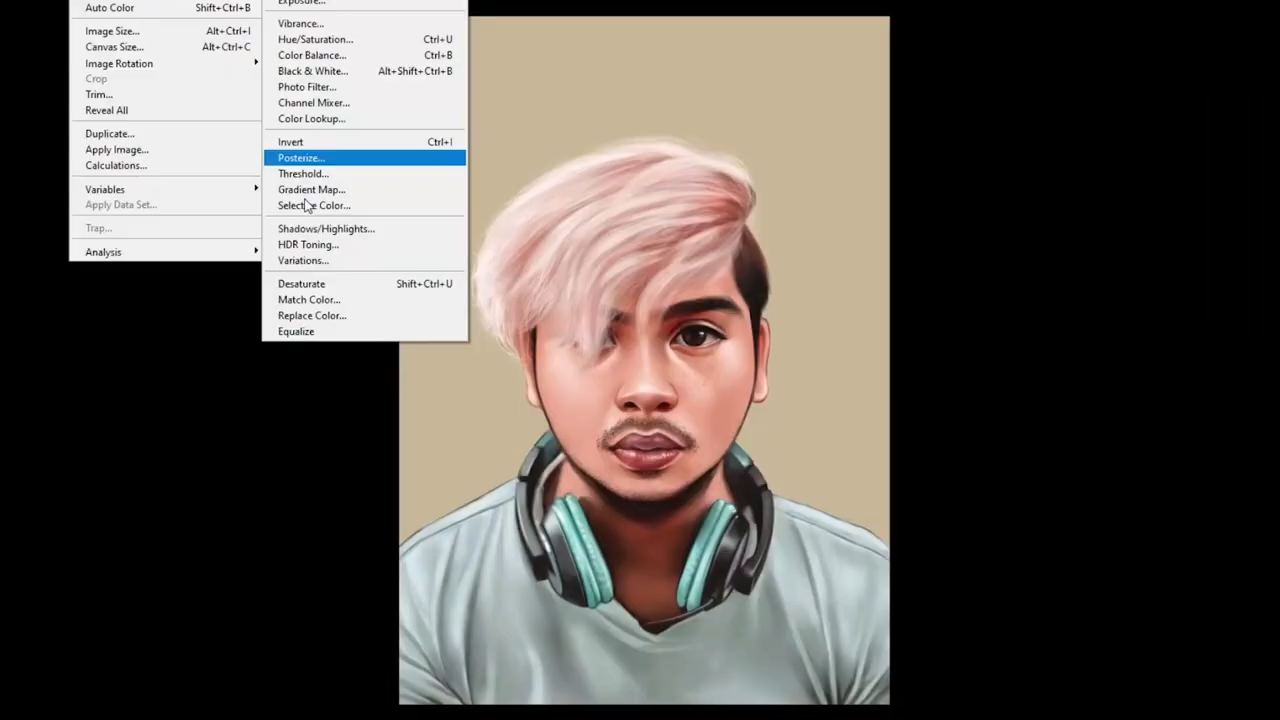 Auto Color Shift+Ctrl+B
Image Size... Alt+Ctrl+I
Canvas Size... Alt+Ctrl+C
Image Rotation
Crop
Trim...
Reveal All
Duplicate...
Apply Image...
Calculations...
Variables
Apply Data Set...
Trap...
Analysis
Exposure...
Vibrance...
Hue/Saturation... Ctrl+U
Color Balance... Ctrl+B
Black & White... Alt+Shift+Ctrl+B
Photo Filter...
Channel Mixer...
Color Lookup...
Invert Ctrl+I
Posterize...
Threshold...
Gradient Map...
Selective Color...
Shadows/Highlights...
HDR Toning...
Variations...
Desaturate Shift+Ctrl+U
Match Color...
Replace Color...
Equalize